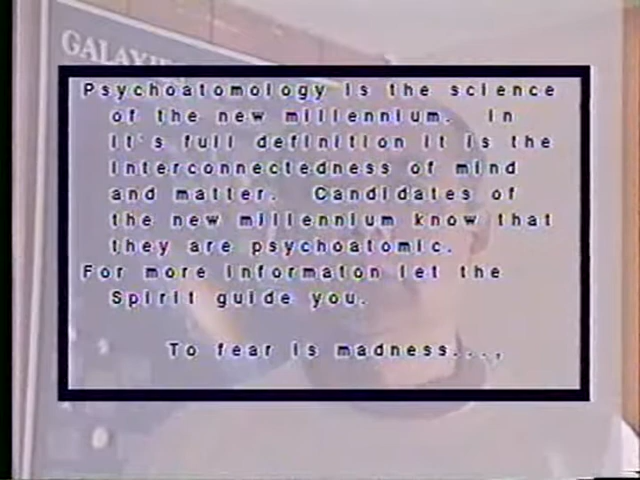 GALAXIE
Psychoatomology is the science
of the new millennium. In
it's full definition it is the
interconnectedness of mind
and matter. Candidates of
the new millennium know that
they are psychoatomic.
For more informaton let the
Spirit guide you.
To fear is madness...,